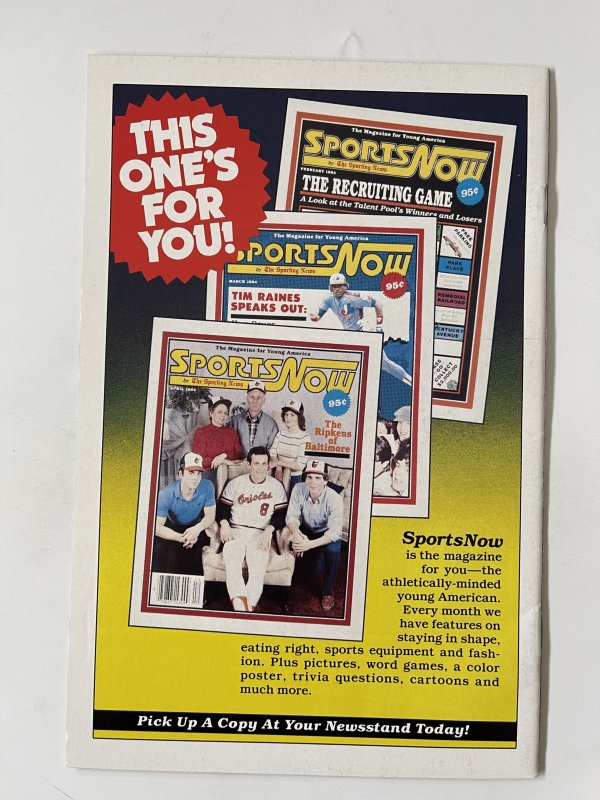 THIS
ONE'S
FOR
YOU!
The Magazine for Young America
SPORTSNOW
by The Sporting News
FEBRUARY 1984
95¢
THE RECRUITING GAME
A Look at the Talent Pool's Winners and Losers
FREE PARKING
PARK PLACE
REMEDIAL RAILROAD
KENTUCKY AVENUE
COLLECT
The Magazine for Young America
SPORTSNOW
by The Sporting News
MARCH 1984
95¢
TIM RAINES
SPEAKS OUT:
The Magazine for Young America
SPORTSNOW
by The Sporting News
APRIL 1984
95¢
The
Ripkens
of
Baltimore
Orioles
8
SportsNow
is the magazine
for you—the
athletically-minded
young American.
Every month we
have features on
staying in shape,
eating right, sports equipment and fash-
ion. Plus pictures, word games, a color
poster, trivia questions, cartoons and
much more.
Pick Up A Copy At Your Newsstand Today!